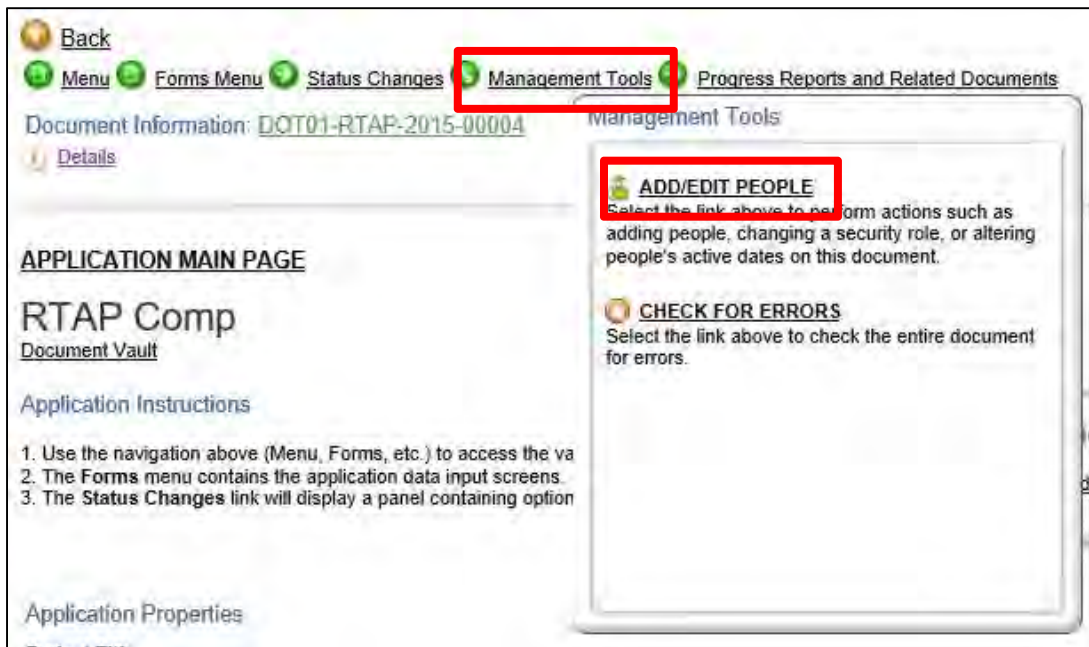 Back
Menu Forms Menu Status Changes Management Tools Progress Reports and Related Documents
Document Information: DOT01-RTAP-2015-00004
Details
APPLICATION MAIN PAGE
RTAP Comp
Document Vault
Application Instructions
1. Use the navigation above (Menu, Forms, etc.) to access the va
2. The Forms menu contains the application data input screens.
3. The Status Changes link will display a panel containing option
Application Properties
Management Tools
ADD/EDIT PEOPLE
Select the link above to perform actions such as
adding people, changing a security role, or altering
people's active dates on this document.
CHECK FOR ERRORS
Select the link above to check the entire document
for errors.